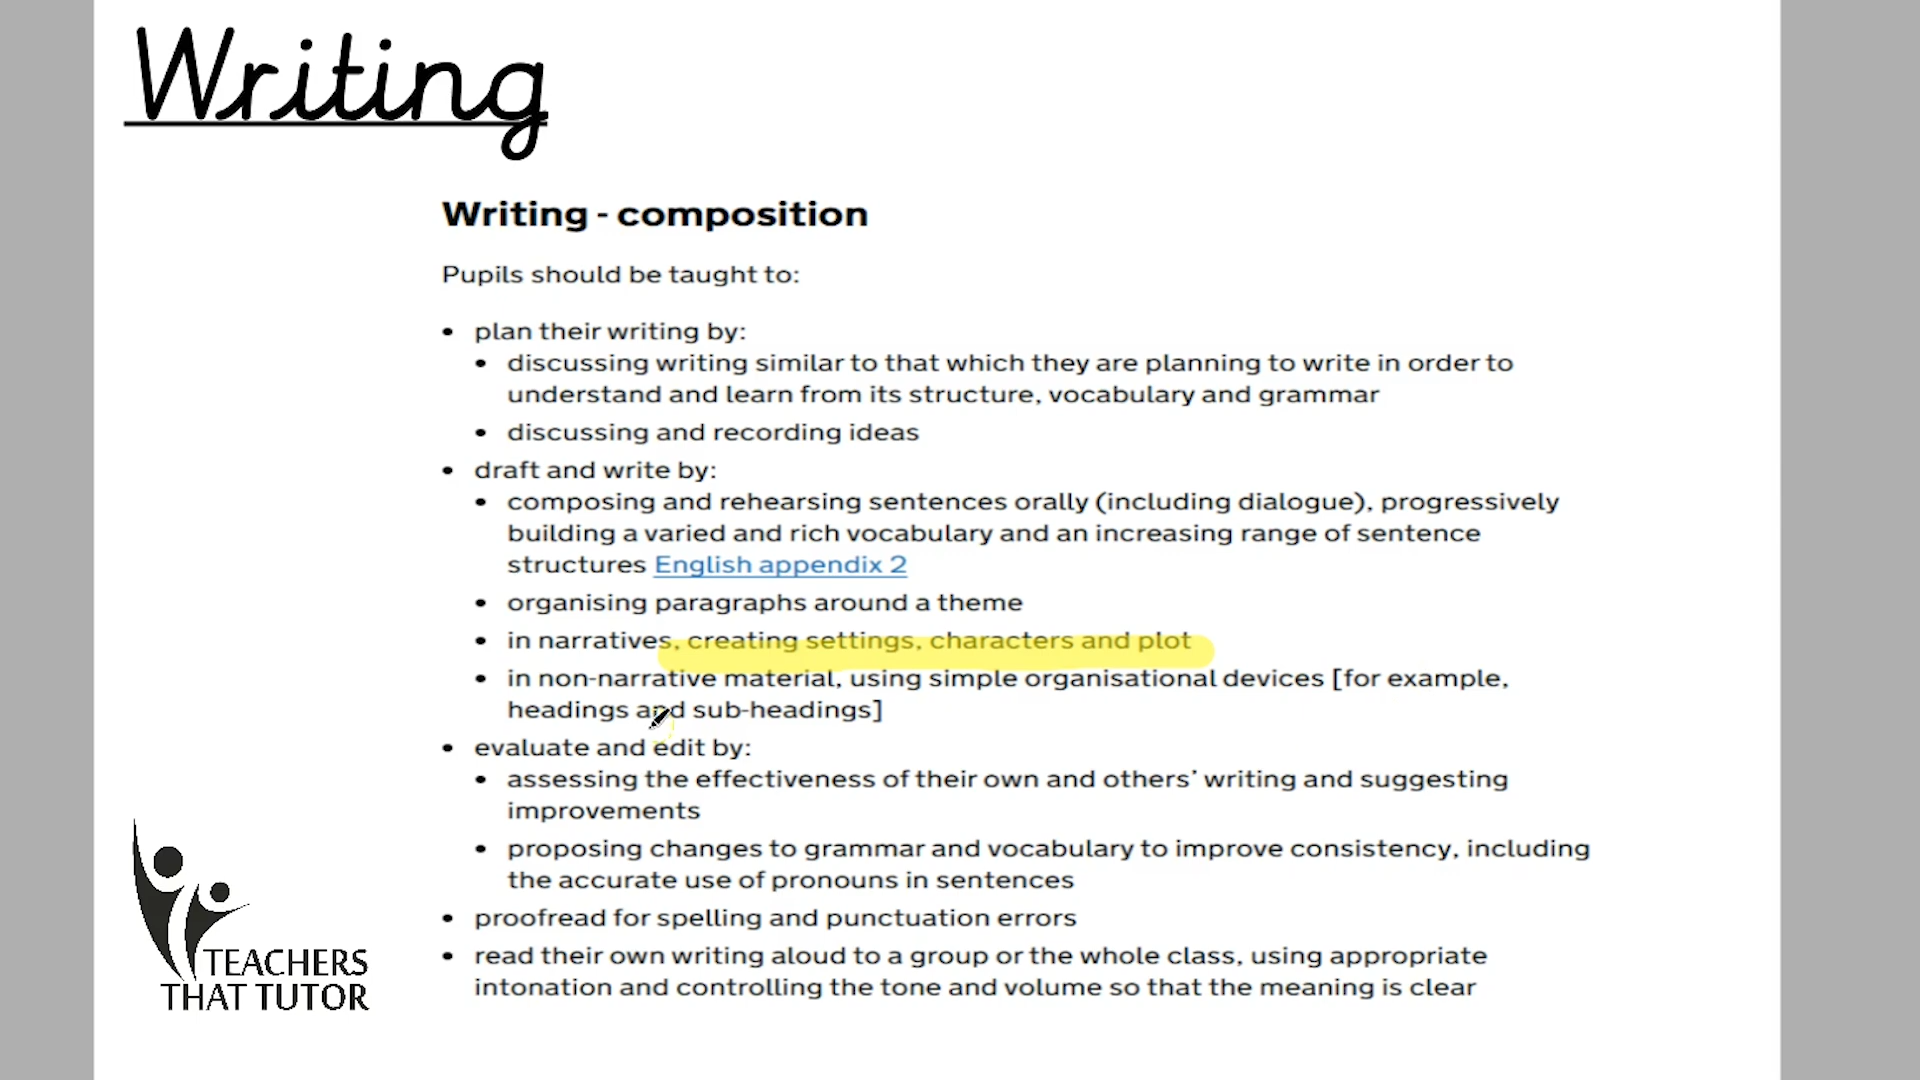 Writing
Writing - composition
Pupils should be taught to:
• plan their writing by:
• discussing writing similar to that which they are planning to write in order to
understand and learn from its structure, vocabulary and grammar
• discussing and recording ideas
• draft and write by:
• composing and rehearsing sentences orally (including dialogue), progressively
building a varied and rich vocabulary and an increasing range of sentence
structures English appendix 2
• organising paragraphs around a theme
• in narratives, creating settings, characters and plot
• in non-narrative material, using simple organisational devices [for example,
headings and sub-headings]
• evaluate and edit by:
• assessing the effectiveness of their own and others’ writing and suggesting
improvements
• proposing changes to grammar and vocabulary to improve consistency, including
the accurate use of pronouns in sentences
• proofread for spelling and punctuation errors
• read their own writing aloud to a group or the whole class, using appropriate
intonation and controlling the tone and volume so that the meaning is clear
TEACHERS
THAT TUTOR